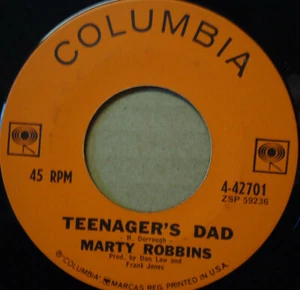 COLUMBIA
45 RPM
4-42701
ZSP 59236
TEENAGER'S DAD
- H. Dorrough -
MARTY ROBBINS
Prod. by Don Law and
Frank Jones
® "COLUMBIA", MARCAS REG. PRINTED IN U.S.A.